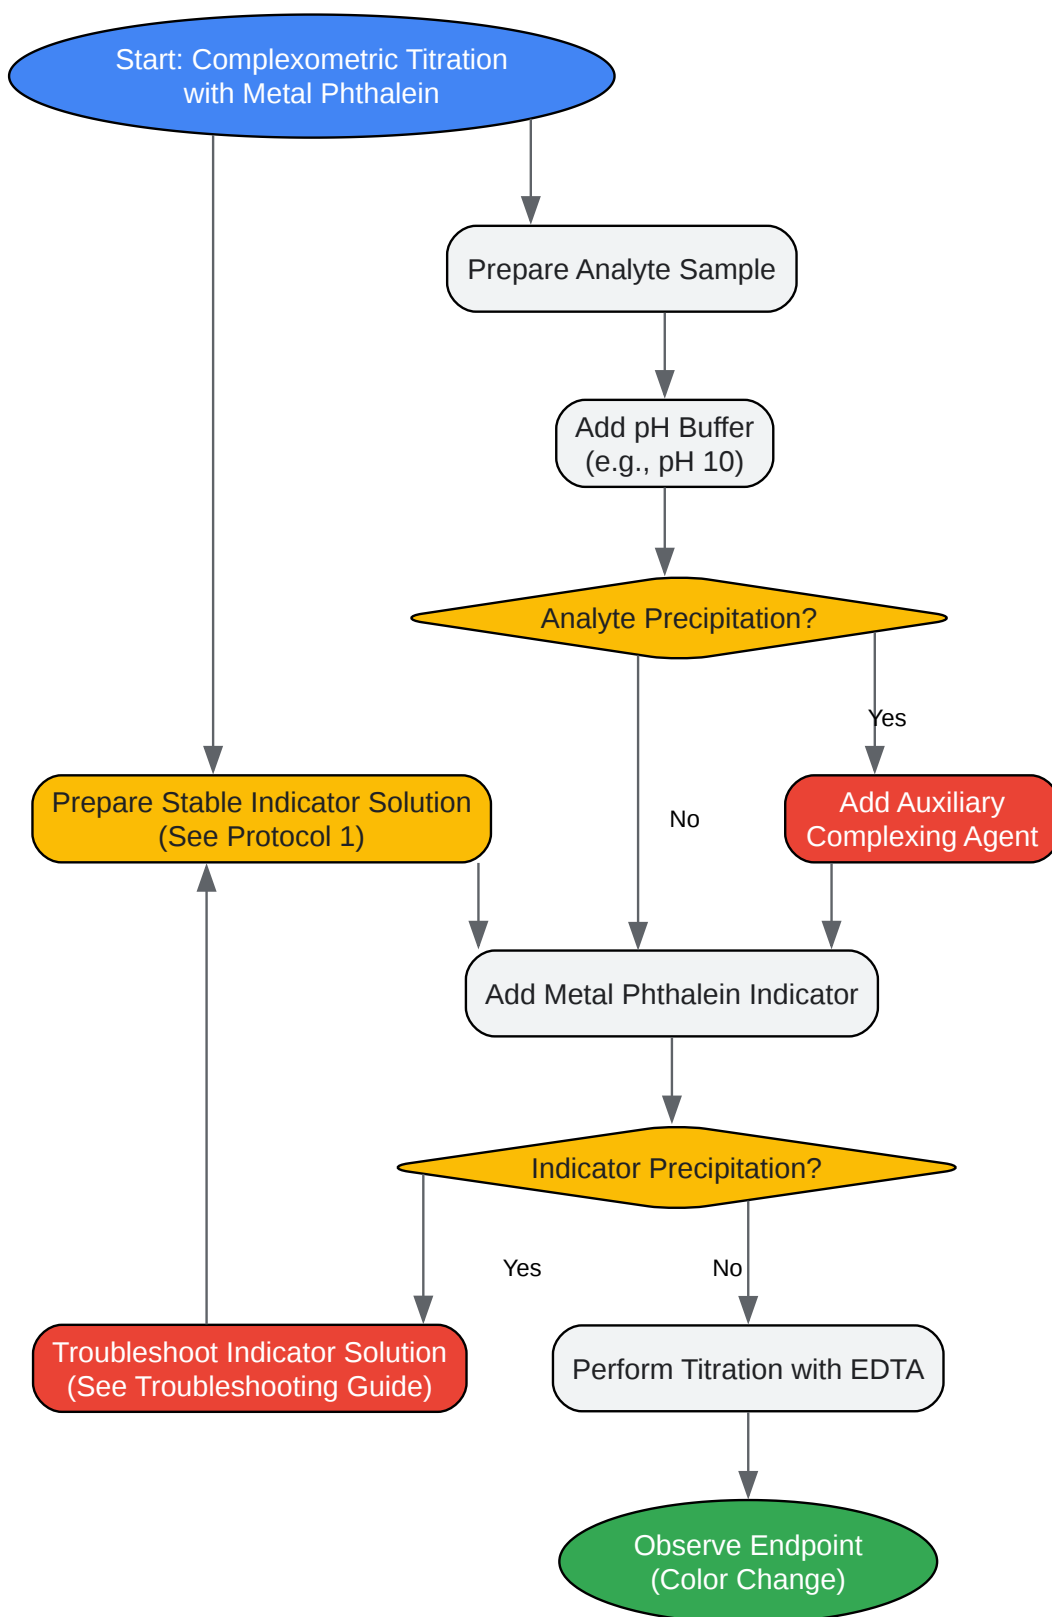 Start: Complexometric Titration
with Metal Phthalein
Prepare Analyte Sample
Add pH Buffer
(e.g., pH 10)
Analyte Precipitation?
Yes
Prepare Stable Indicator Solution
(See Protocol 1)
No
Add Auxiliary
Complexing Agent
Add Metal Phthalein Indicator
Indicator Precipitation?
Yes
No
Troubleshoot Indicator Solution
(See Troubleshooting Guide)
Perform Titration with EDTA
Observe Endpoint
(Color Change)